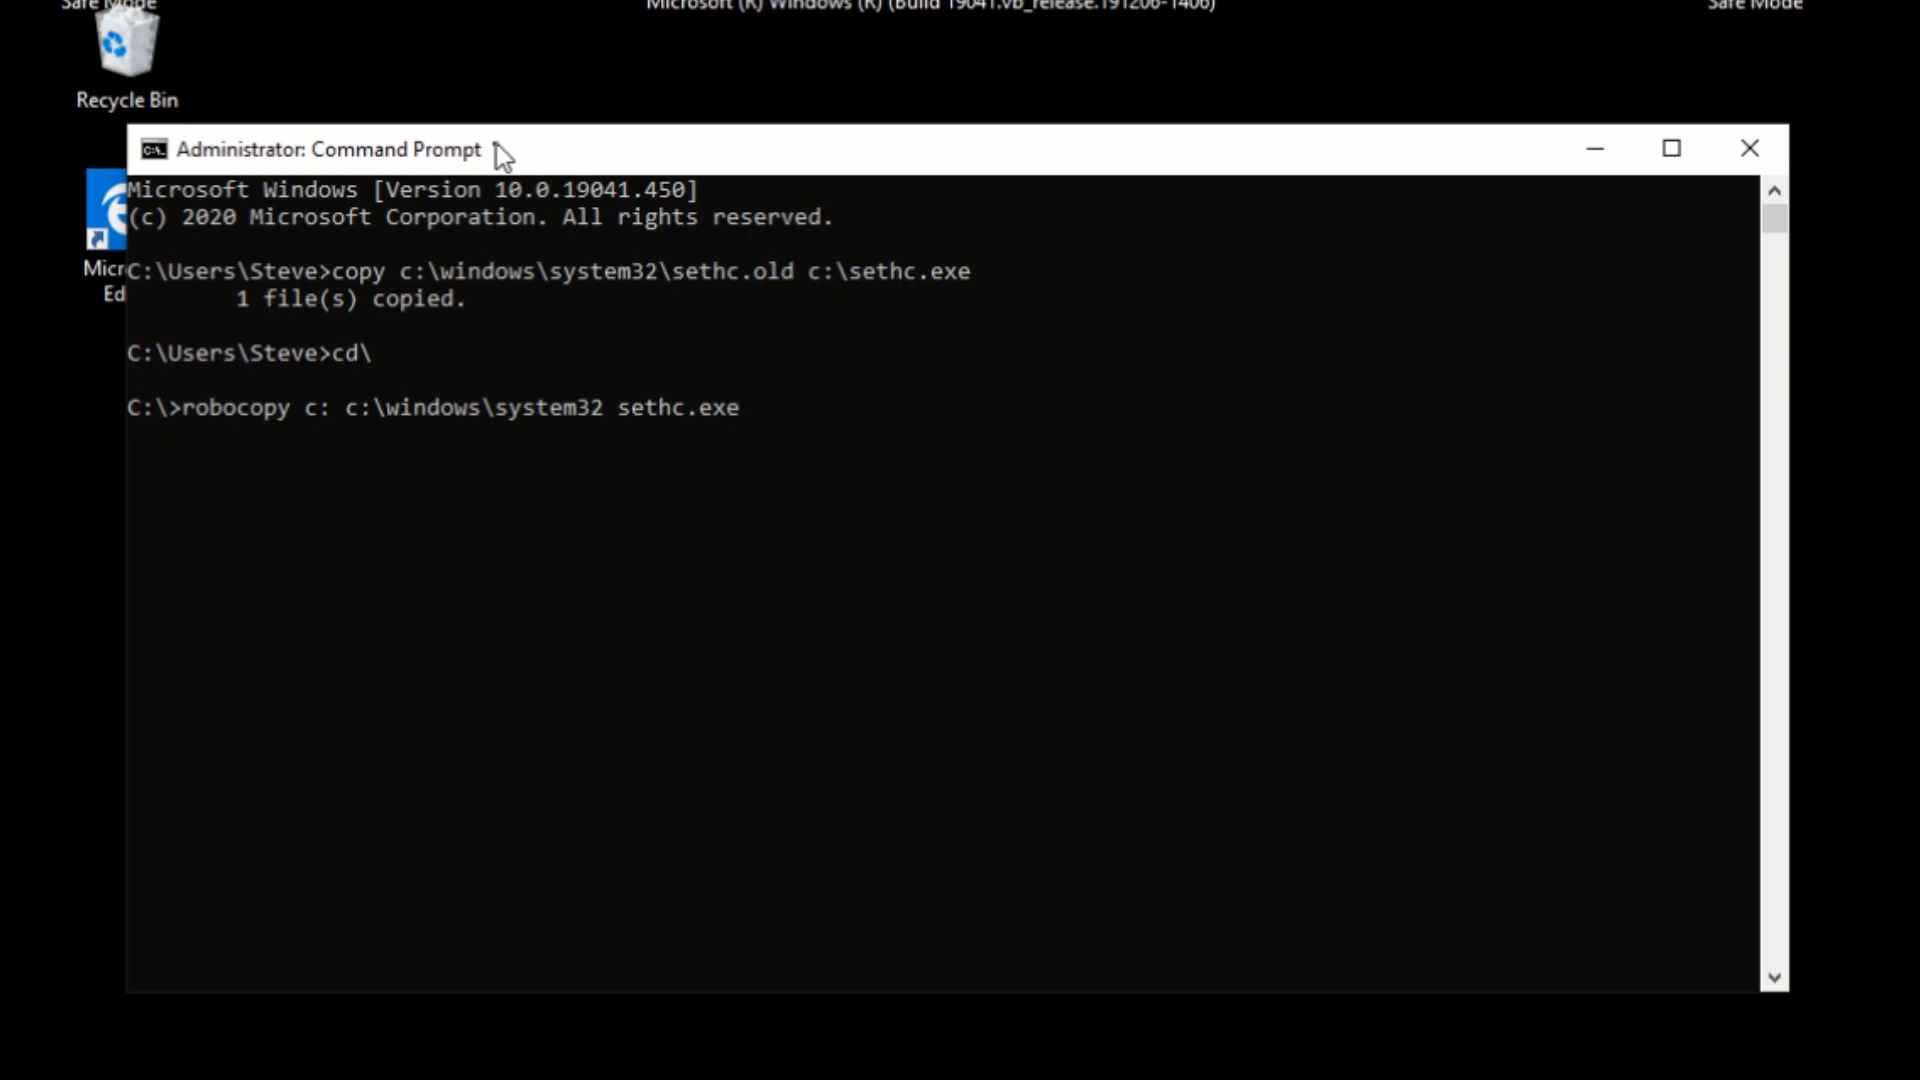 Safe Mode
Microsoft (R) Windows (R) (Build 19041.vb_release.191206-1406)
Safe Mode
Recycle Bin
Administrator: Command Prompt
Microsoft Windows [Version 10.0.19041.450]
(c) 2020 Microsoft Corporation. All rights reserved.
C:\Users\Steve>copy c:\windows\system32\sethc.old c:\sethc.exe
1 file(s) copied.
C:\Users\Steve>cd\
C:\>robocopy c: c:\windows\system32 sethc.exe
Micr
Ed